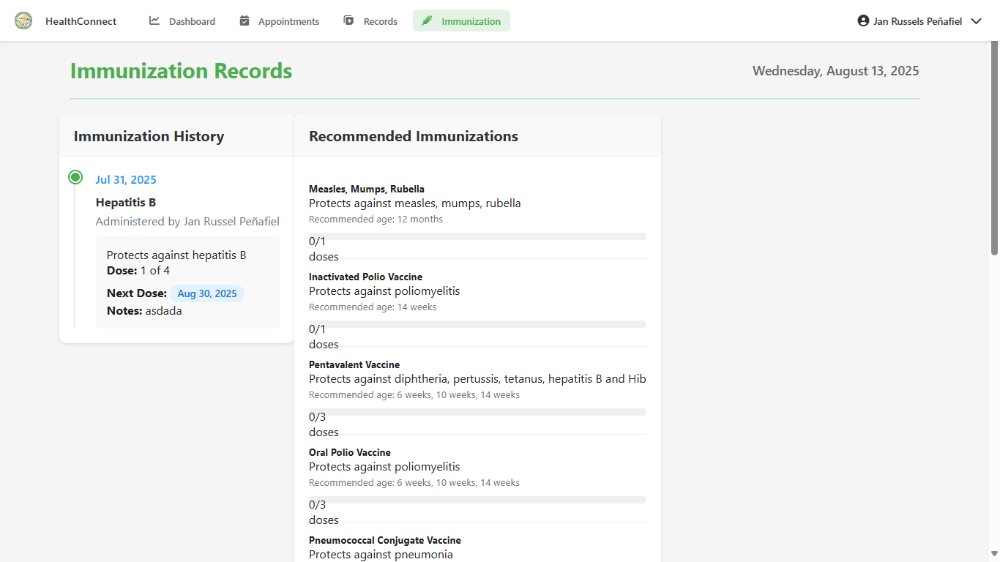 HealthConnect
Dashboard
Appointments
Records
Immunization
Jan Russels Peñafiel
Immunization Records
Wednesday, August 13, 2025
Immunization History
Jul 31, 2025
Hepatitis B
Administered by Jan Russel Peñafiel
Protects against hepatitis B
Dose: 1 of 4
Next Dose: Aug 30, 2025
Notes: asdada
Recommended Immunizations
Measles, Mumps, Rubella
Protects against measles, mumps, rubella
Recommended age: 12 months
0/1
doses
Inactivated Polio Vaccine
Protects against poliomyelitis
Recommended age: 14 weeks
0/1
doses
Pentavalent Vaccine
Protects against diphtheria, pertussis, tetanus, hepatitis B and Hib
Recommended age: 6 weeks, 10 weeks, 14 weeks
0/3
doses
Oral Polio Vaccine
Protects against poliomyelitis
Recommended age: 6 weeks, 10 weeks, 14 weeks
0/3
doses
Pneumococcal Conjugate Vaccine
Protects against pneumonia